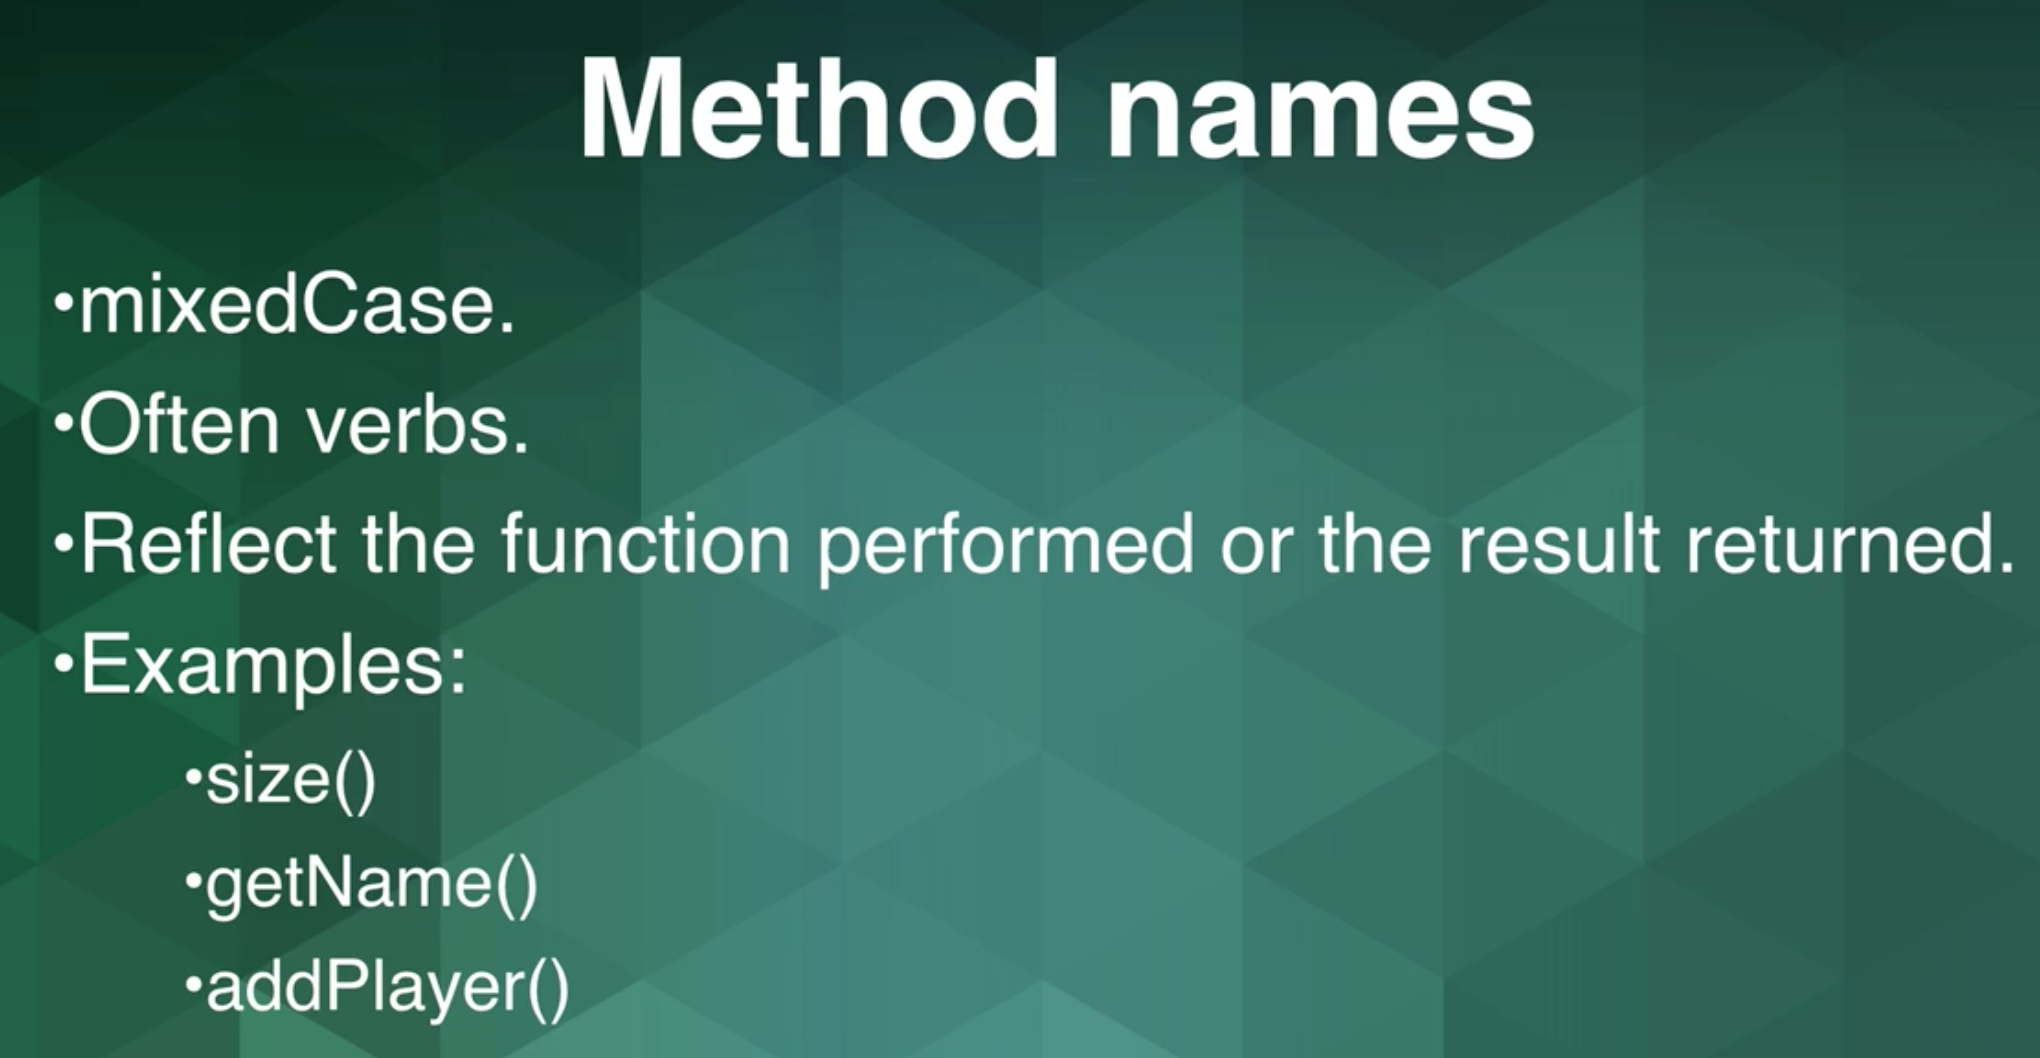 Method names
•mixedCase.
•Often verbs.
•Reflect the function performed or the result returned.
•Examples:
•size()
•getName()
•addPlayer()